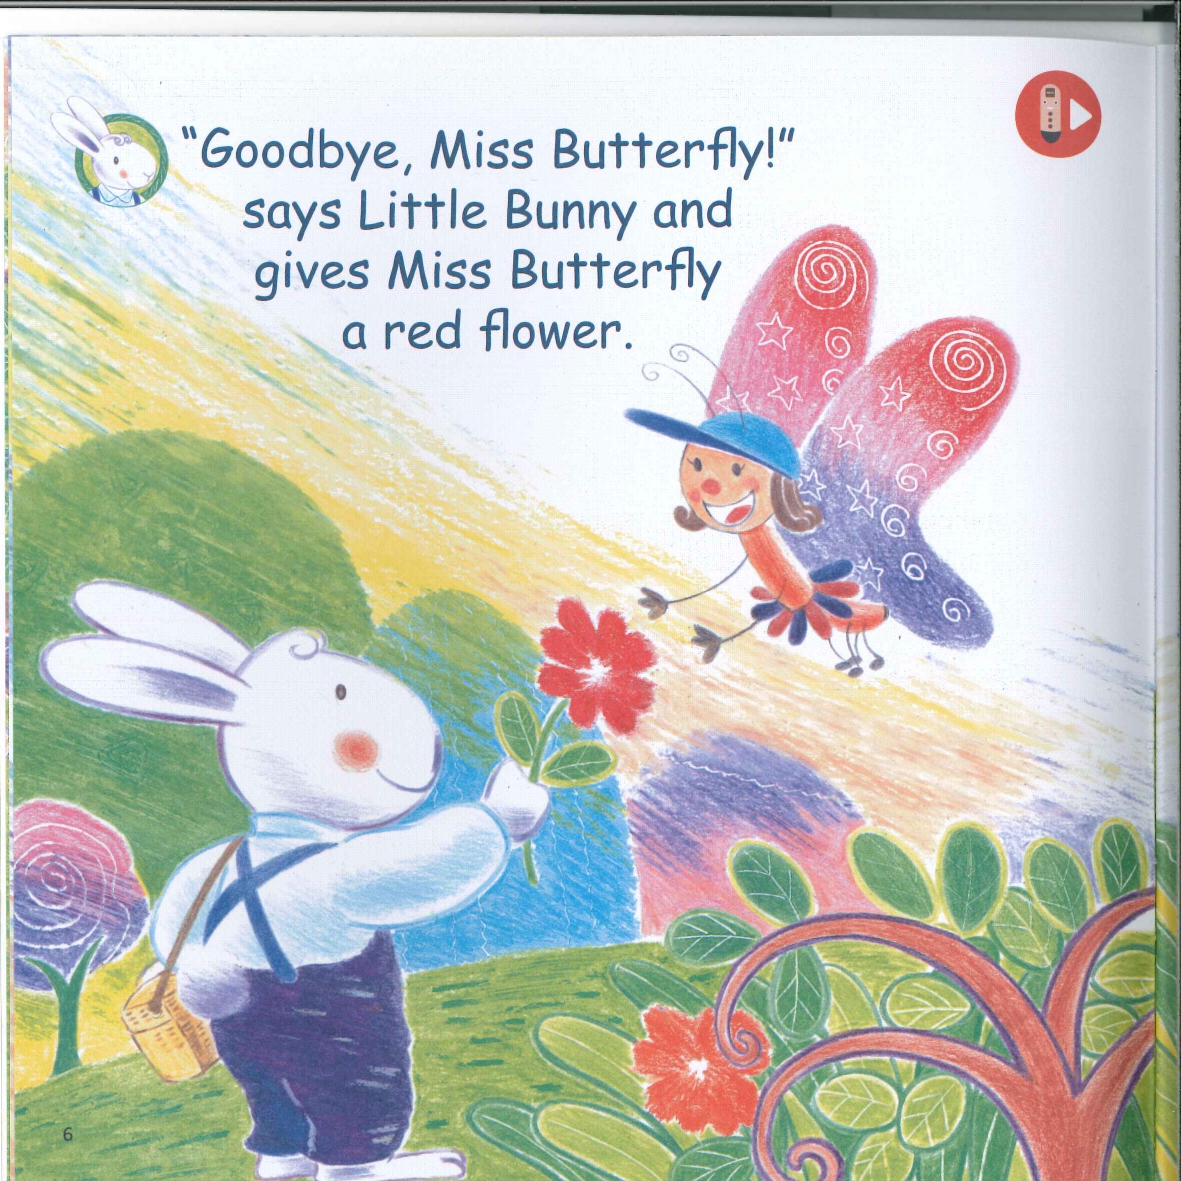 “Goodbye, Miss Butterfly!”
says Little Bunny and
gives Miss Butterfly
a red flower.
6